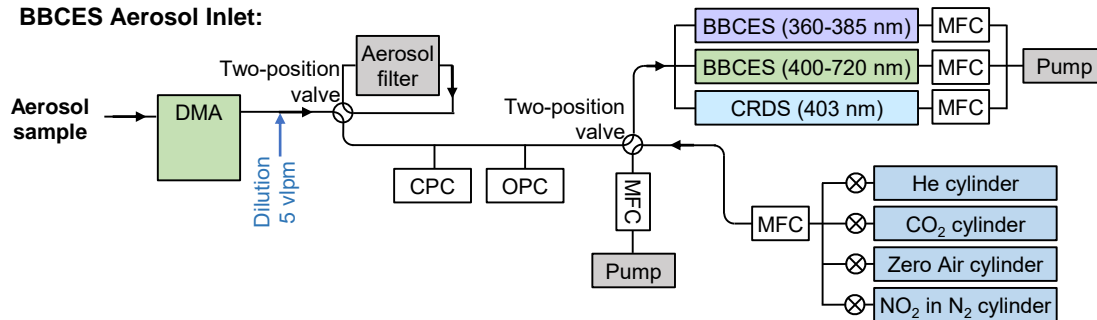 BBCES Aerosol Inlet:
Aerosol
sample
DMA
Dilution
5 vlpm
Two-position
valve
Aerosol
filter
CPC
OPC
Two-position
valve
MFC
Pump
BBCES (360-385 nm)
MFC
BBCES (400-720 nm)
MFC
CRDS (403 nm)
MFC
Pump
MFC
He cylinder
CO₂ cylinder
Zero Air cylinder
NO₂ in N₂ cylinder